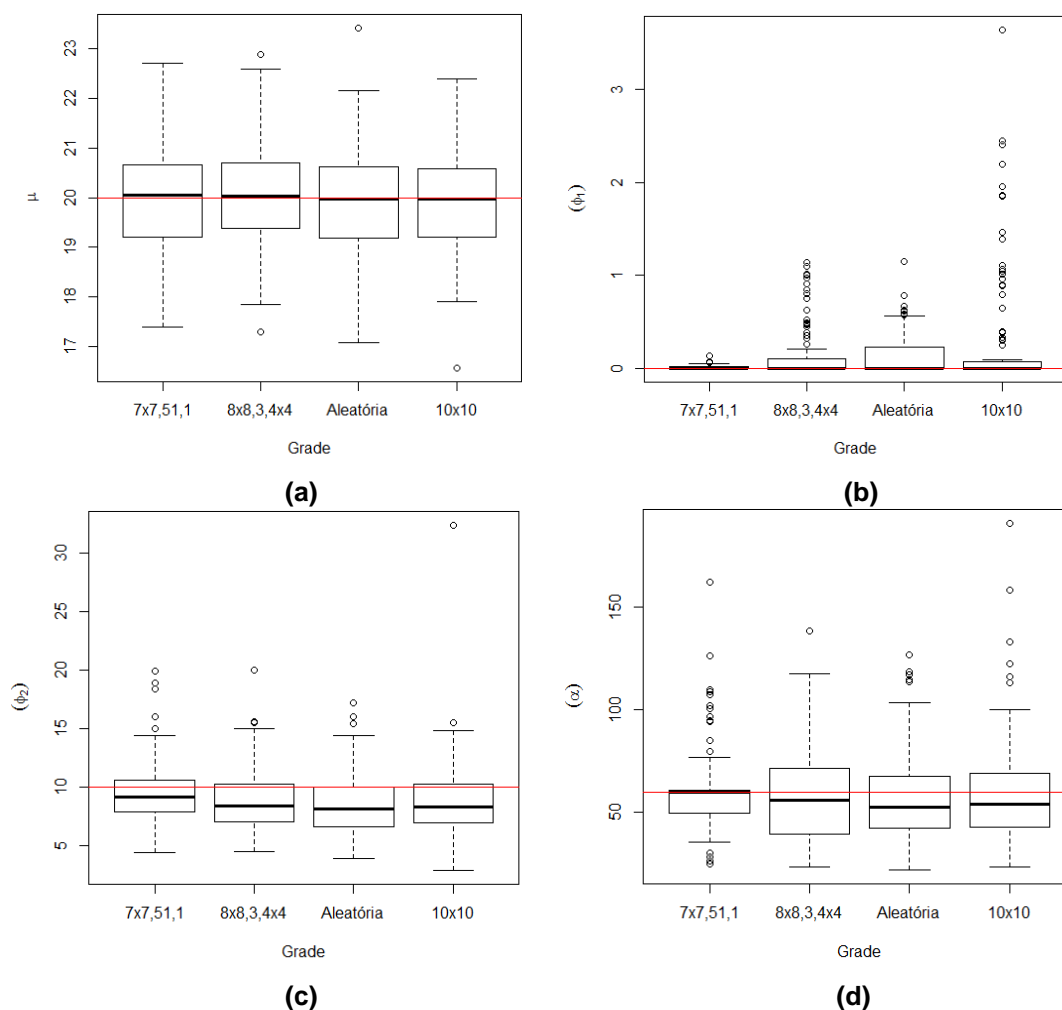 μ
23
22
21
20
19
18
17
7x7,51,1 8x8,3,4x4 Aleatória 10x10
Grade
(a)
(ϕ₁)
3
2
1
0
7x7,51,1 8x8,3,4x4 Aleatória 10x10
Grade
(b)
(ϕ₂)
30
25
20
15
10
5
7x7,51,1 8x8,3,4x4 Aleatória 10x10
Grade
(c)
(α)
150
100
50
7x7,51,1 8x8,3,4x4 Aleatória 10x10
Grade
(d)